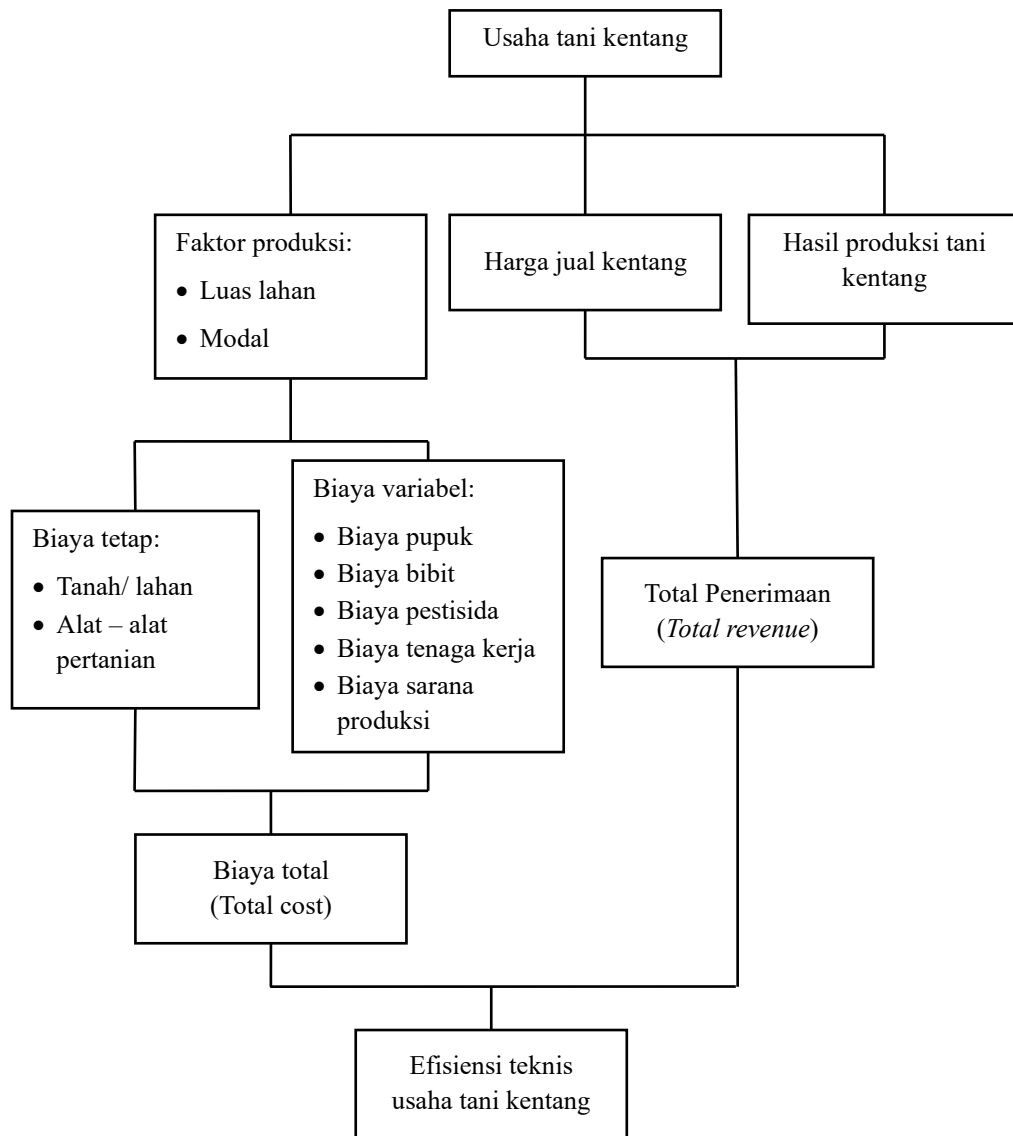 Usaha tani kentang
Faktor produksi:
• Luas lahan
• Modal
Harga jual kentang
Hasil produksi tani
kentang
Biaya tetap:
• Tanah/ lahan
• Alat – alat
pertanian
Biaya variabel:
• Biaya pupuk
• Biaya bibit
• Biaya pestisida
• Biaya tenaga kerja
• Biaya sarana
produksi
Total Penerimaan
(Total revenue)
Biaya total
(Total cost)
Efisiensi teknis
usaha tani kentang